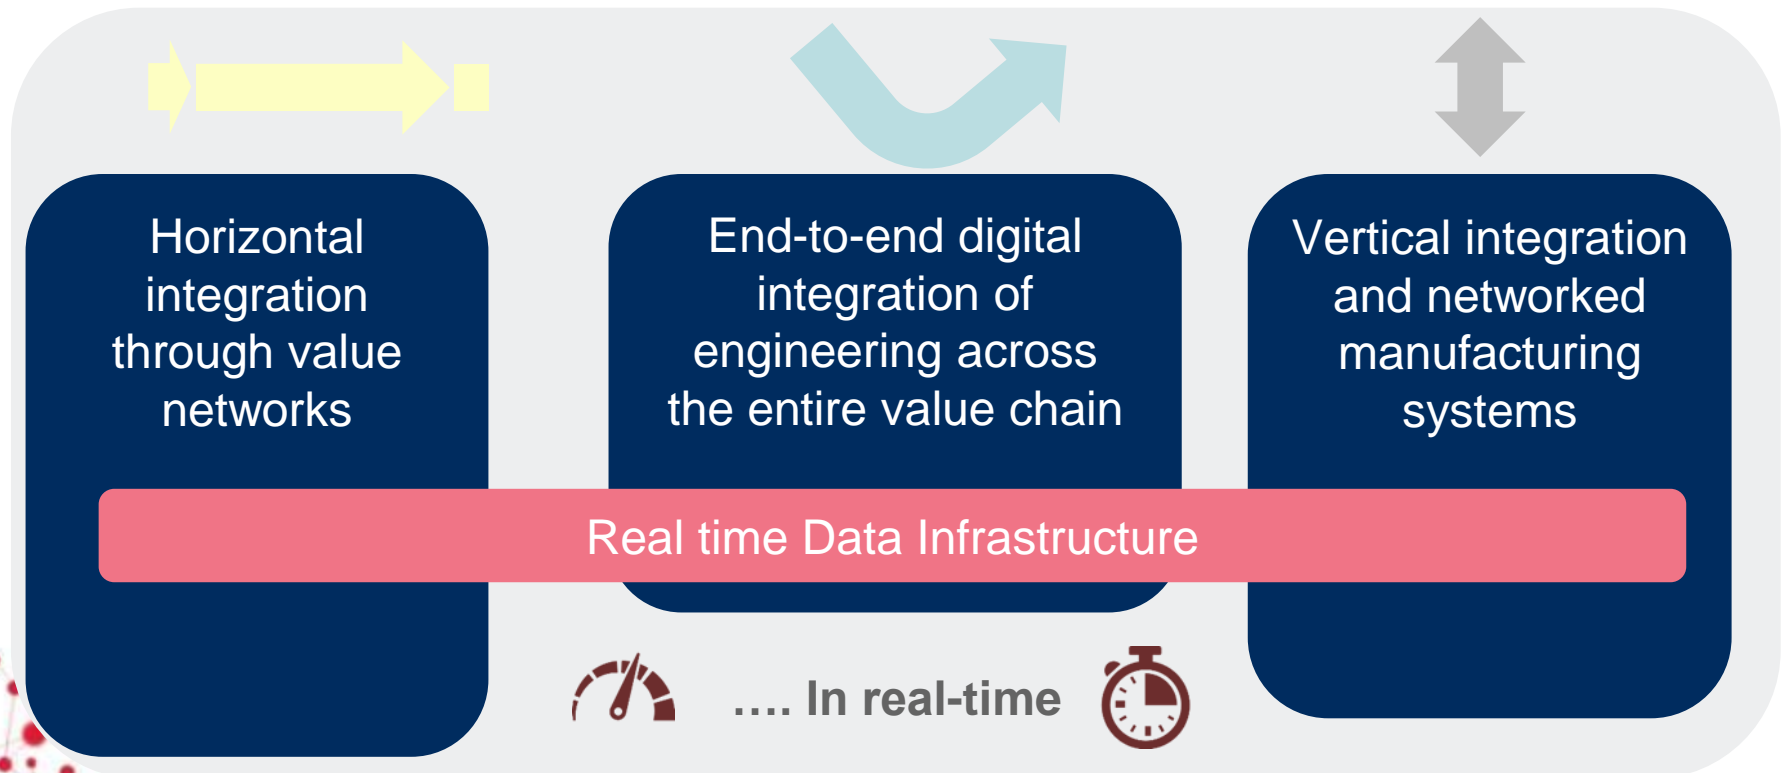 Horizontal
integration
through value
networks
End-to-end digital
integration of
engineering across
the entire value chain
Vertical integration
and networked
manufacturing
systems
Real time Data Infrastructure
.... In real-time